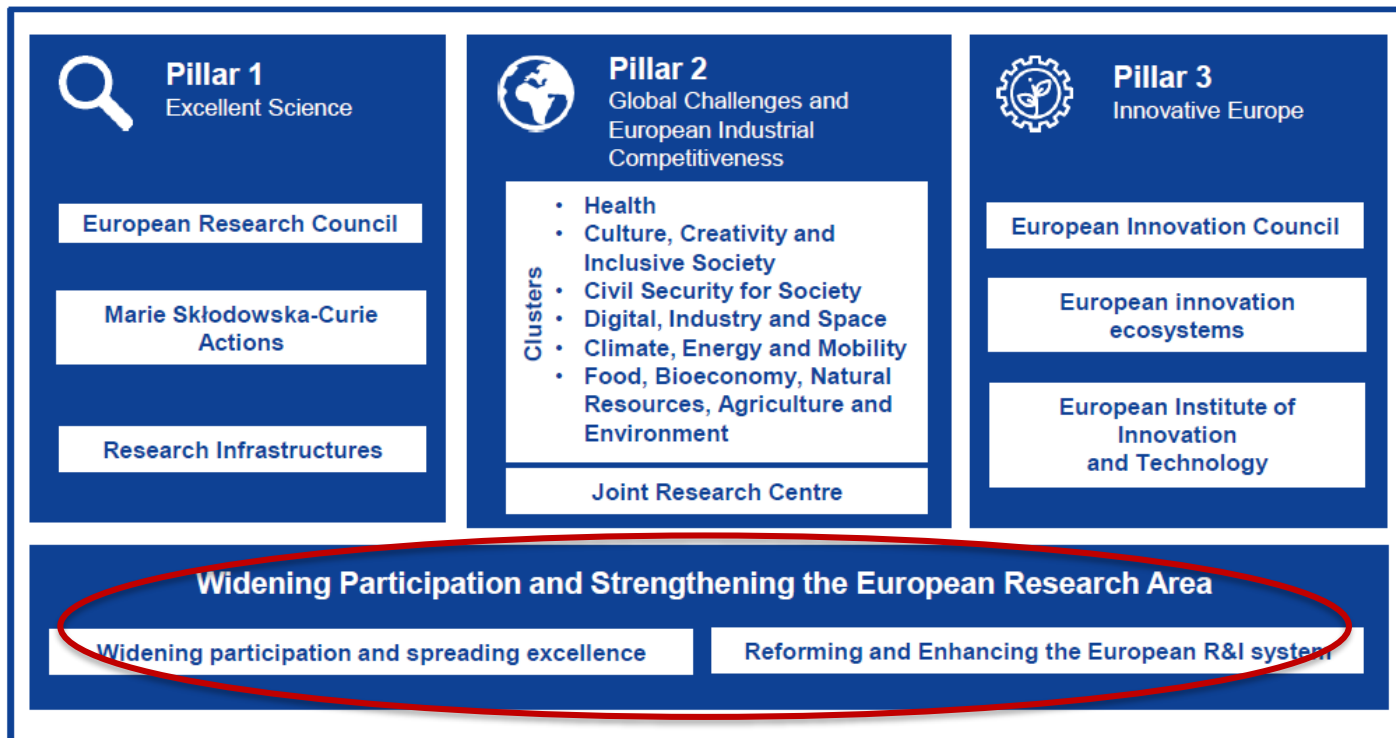 Pillar 1
Excellent Science
European Research Council
Marie Skłodowska-Curie
Actions
Research Infrastructures
Pillar 2
Global Challenges and
European Industrial
Competitiveness
Clusters
• Health
• Culture, Creativity and
Inclusive Society
• Civil Security for Society
• Digital, Industry and Space
• Climate, Energy and Mobility
• Food, Bioeconomy, Natural
Resources, Agriculture and
Environment
Joint Research Centre
Pillar 3
Innovative Europe
European Innovation Council
European innovation
ecosystems
European Institute of
Innovation
and Technology
Widening Participation and Strengthening the European Research Area
Widening participation and spreading excellence
Reforming and Enhancing the European R&I system